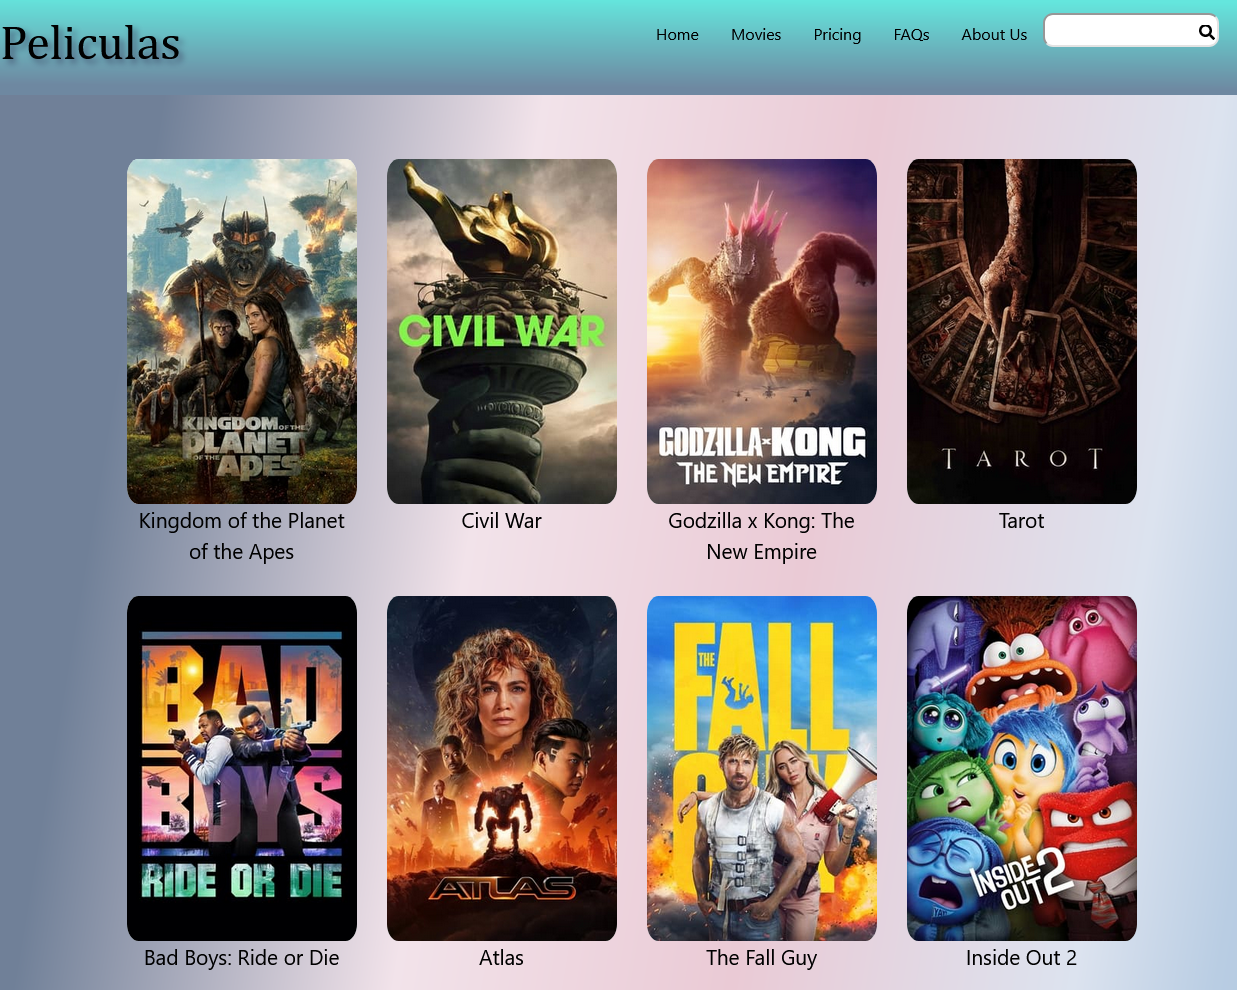 Peliculas
Home
Movies
Pricing
FAQs
About Us
KINGDOM OF THE
PLANET
OF THE APES
CIVIL WAR
GODZILLA x KONG
THE NEW EMPIRE
TAROT
Kingdom of the Planet
of the Apes
Civil War
Godzilla x Kong: The
New Empire
Tarot
BAD
BOYS
RIDE OR DIE
ATLAS
THE
FALL
GUY
INSIDE
OUT 2
Bad Boys: Ride or Die
Atlas
The Fall Guy
Inside Out 2